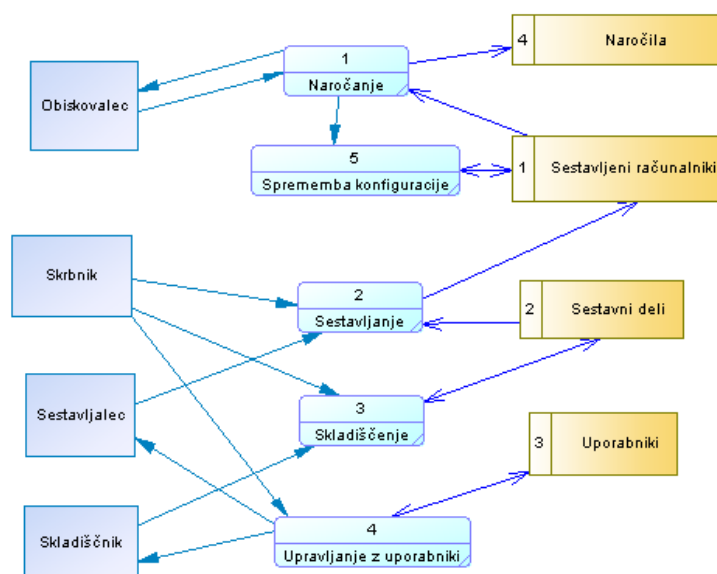 4
Naročila
1
Naročanje
Obiskovalec
5
Sprememba konfiguracije
1
Sestavljeni računalniki
Skrbnik
2
Sestavljanje
2
Sestavni deli
Sestavljalec
3
Skladiščenje
3
Uporabniki
Skladiščnik
4
Upravljanje z uporabniki